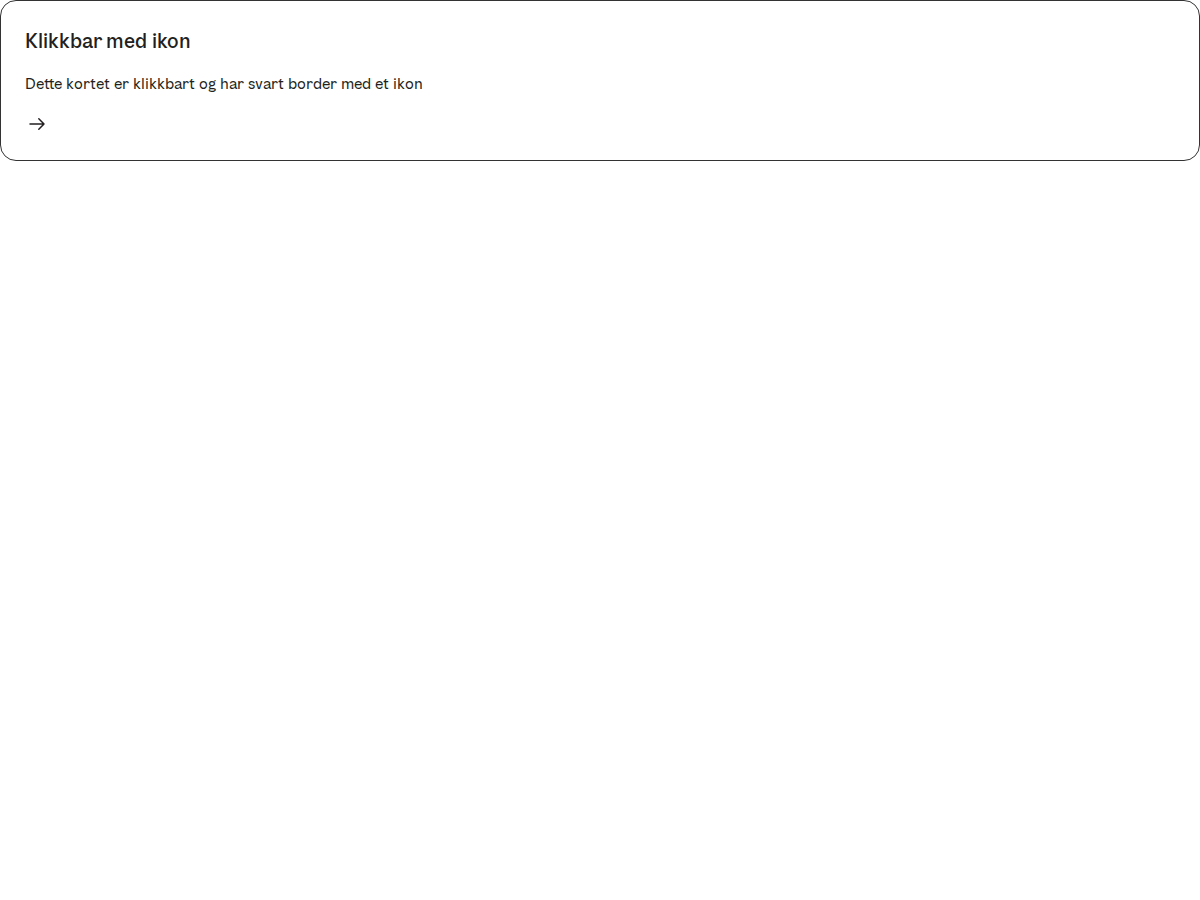 Klikkbar med ikon
Dette kortet er klikkbart og har svart border med et ikon